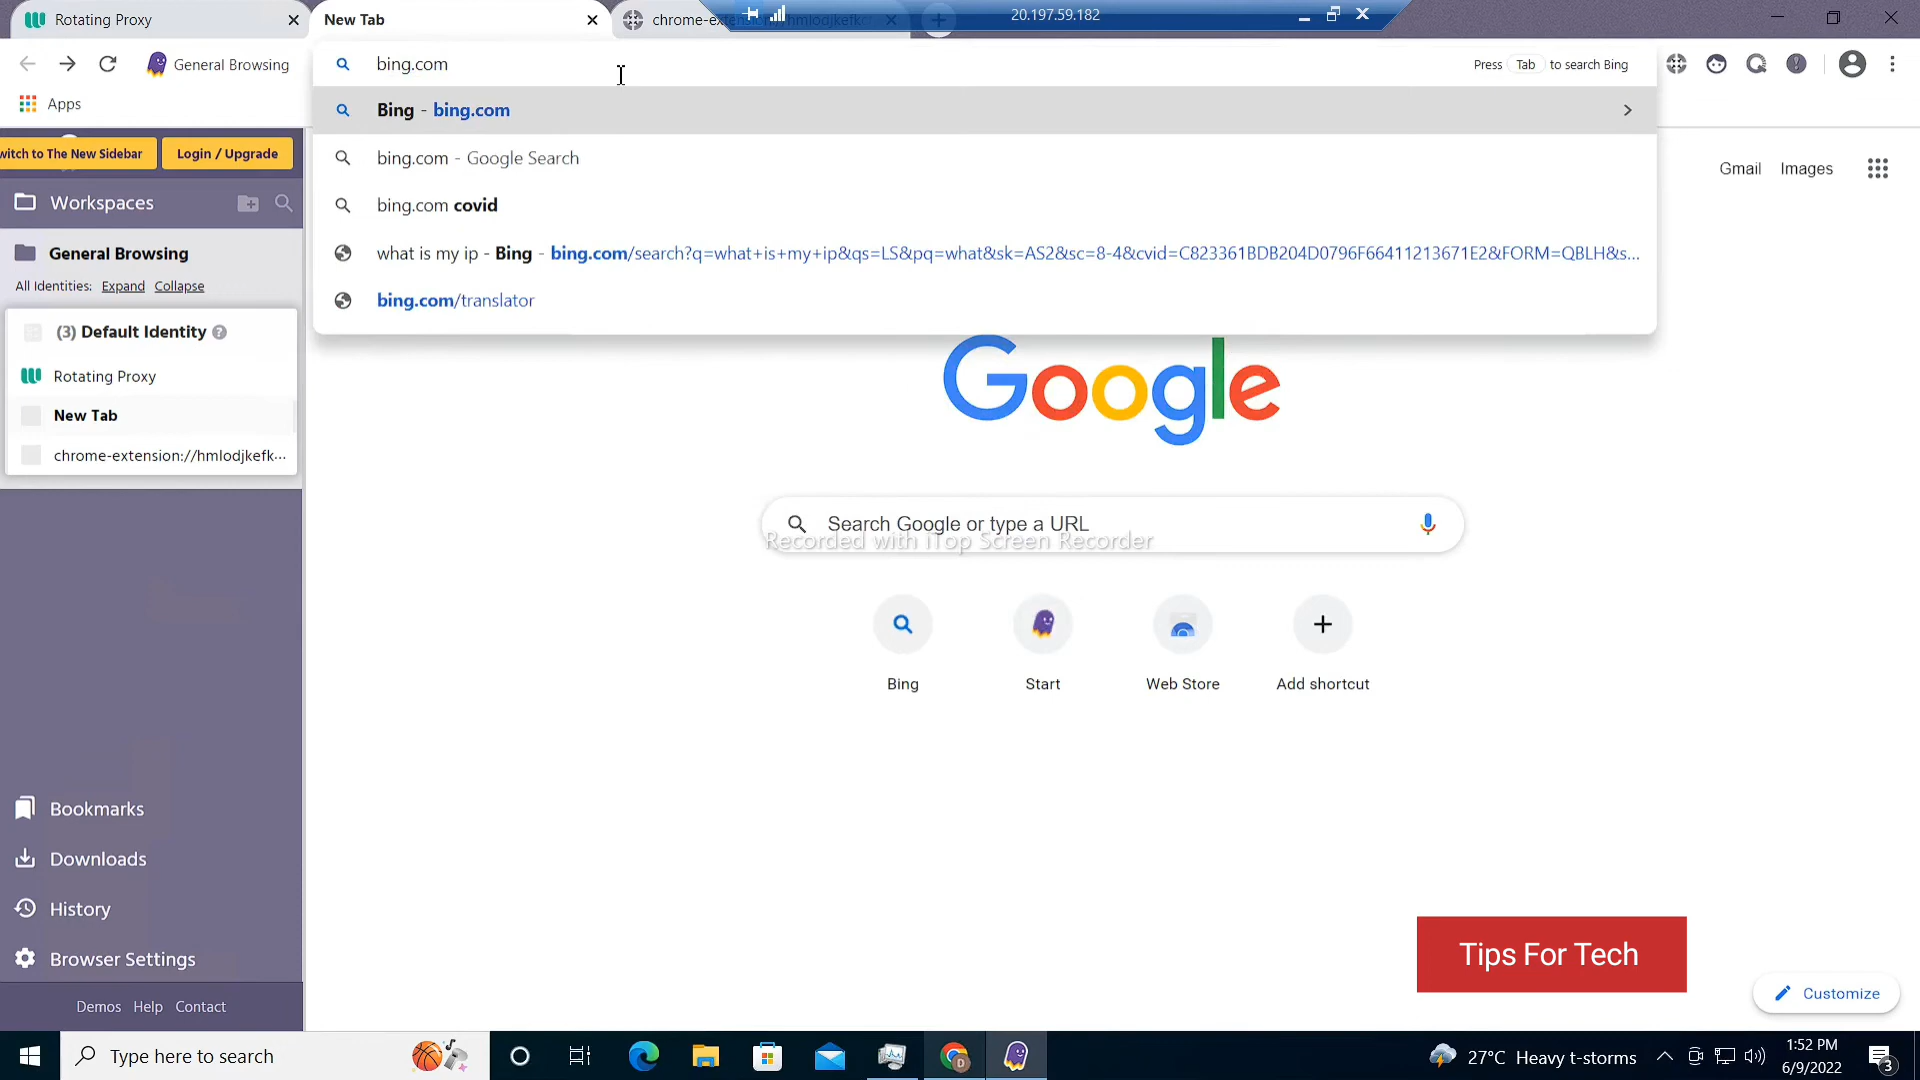 Rotating Proxy
New Tab
20.197.59.182
General Browsing
bing.com
Press Tab to search Bing
Apps
Bing - bing.com
bing.com - Google Search
bing.com covid
what is my ip - Bing - bing.com/search?q=what+is+my+ip&qs=LS&pq=what&sk=AS2&sc=8-4&cvid=C823361BDB204D0796F66411213671E2&FORM=QBLH&s...
bing.com/translator
witch to The New Sidebar
Login / Upgrade
Workspaces
General Browsing
All Identities: Expand Collapse
(3) Default Identity ?
Rotating Proxy
New Tab
chrome-extension://hmlodjkefk...
Gmail Images
Google
Search Google or type a URL
Recorded with iTop Screen Recorder
Bing
Start
Web Store
Add shortcut
Bookmarks
Downloads
History
Browser Settings
Demos Help Contact
Tips For Tech
Customize
Type here to search
27°C Heavy t-storms
1:52 PM
6/9/2022
3